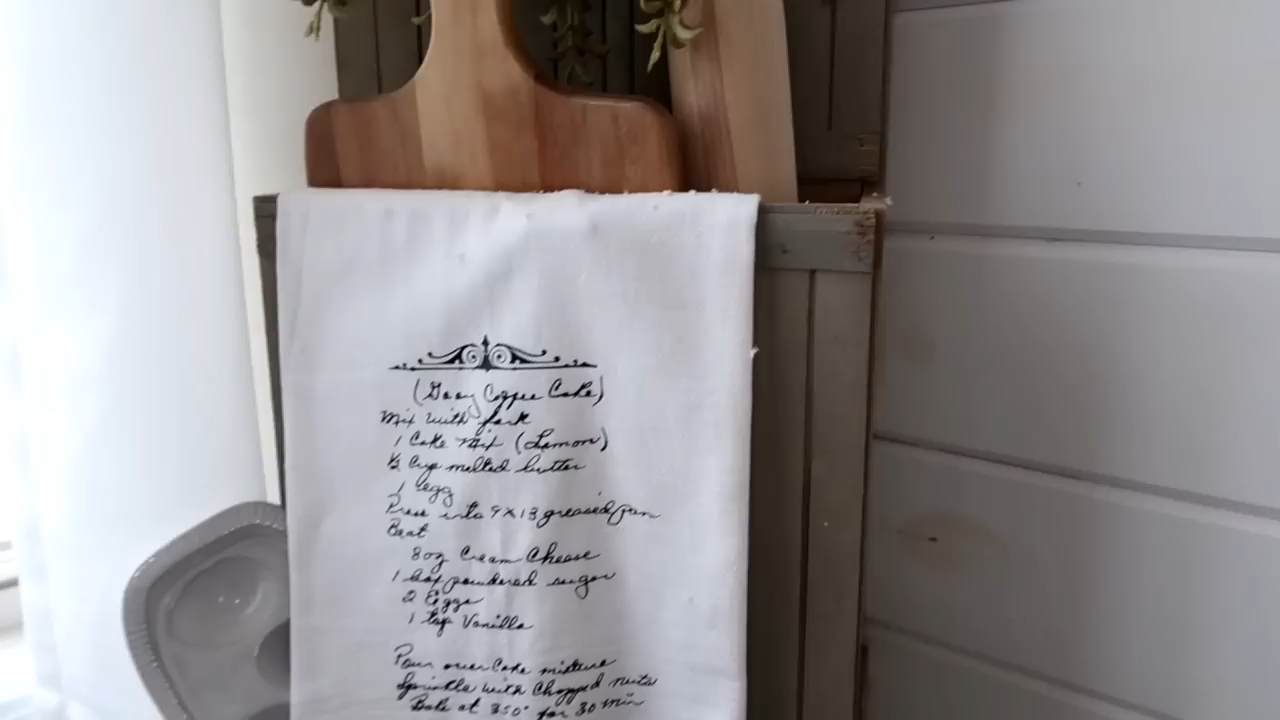 (Gooey Coffee Cake)
Mix with fork
1 Cake Mix (Lemon)
½ Cup melted butter
1 egg
Press into 9x13 greased pan
Beat
8oz Cream Cheese
1 box powdered sugar
2 Eggs
1 tsp Vanilla
Pour over Cake mixture
Sprinkle with Chopped nuts
Bake at 350° for 30 min